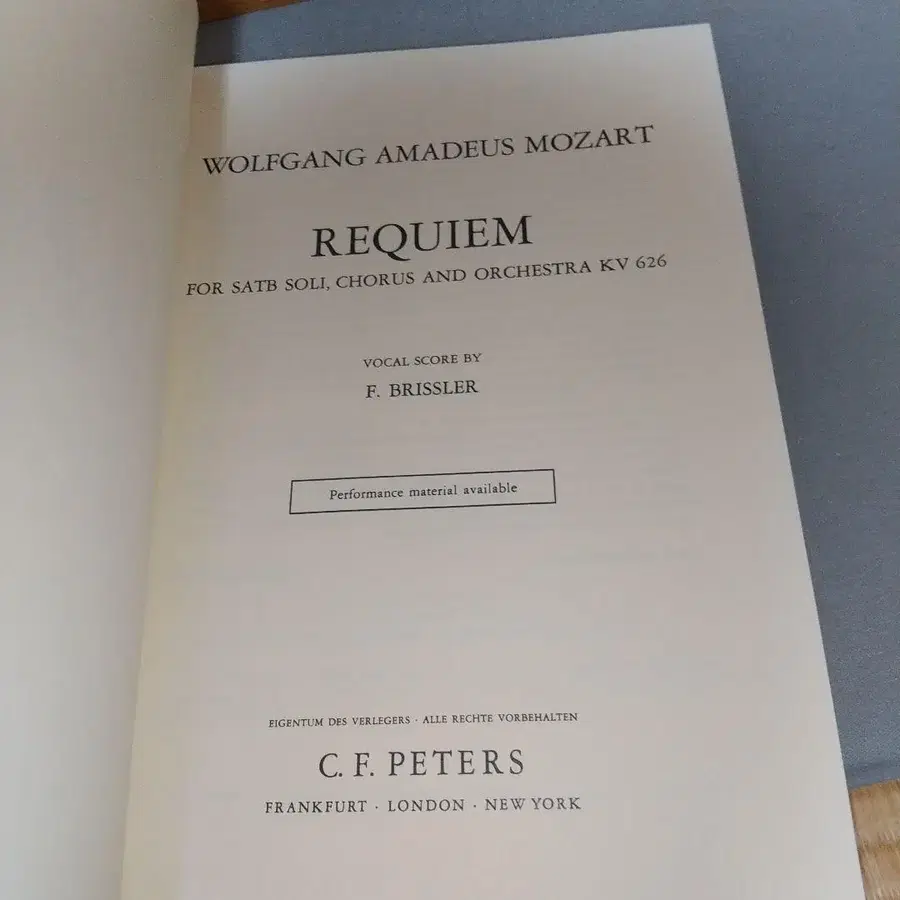 WOLFGANG AMADEUS MOZART
REQUIEM
FOR SATB SOLI, CHORUS AND ORCHESTRA KV 626
VOCAL SCORE BY
F. BRISSLER
Performance material available
EIGENTUM DES VERLEGERS · ALLE RECHTE VORBEHALTEN
C. F. PETERS
FRANKFURT · LONDON · NEW YORK